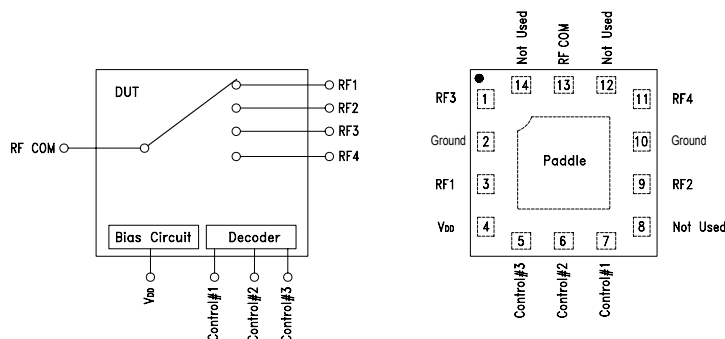 DUT
RF COM
RF1
RF2
RF3
RF4
Bias Circuit
Decoder
VDD
Control#1
Control#2
Control#3
Not Used
RF COM
Not Used
14
13
12
RF3
1
11
RF4
Ground
2
10
Ground
Paddle
RF1
3
9
RF2
VDD
4
8
Not Used
5
6
7
Control#3
Control#2
Control#1